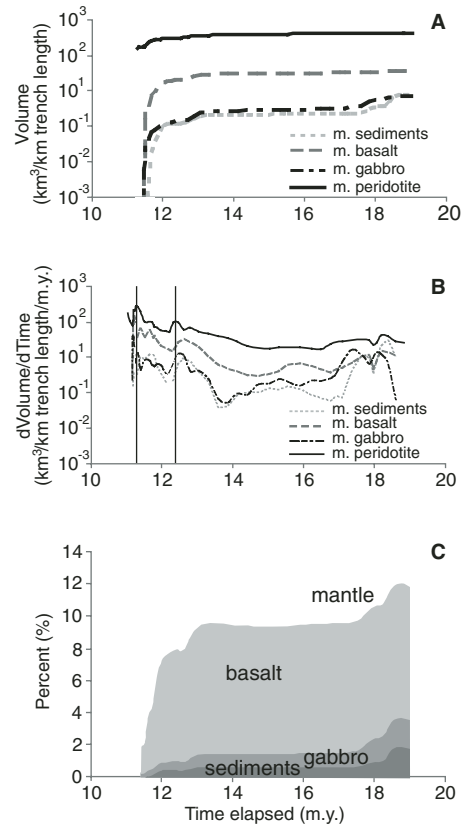 A
10³
10²
10¹
10⁻¹
10⁻²
10⁻³
Volume
(km³/km trench length)
m. sediments
m. basalt
m. gabbro
m. peridotite
10 12 14 16 18 20
B
10³
10²
10¹
10⁻¹
10⁻²
10⁻³
dVolume/dTime
(km³/km trench length/m.y.)
m. sediments
m. basalt
m. gabbro
m. peridotite
10 12 14 16 18 20
C
14
12
10
8
6
4
2
0
Percent (%)
mantle
basalt
gabbro
sediments
10 12 14 16 18 20
Time elapsed (m.y.)